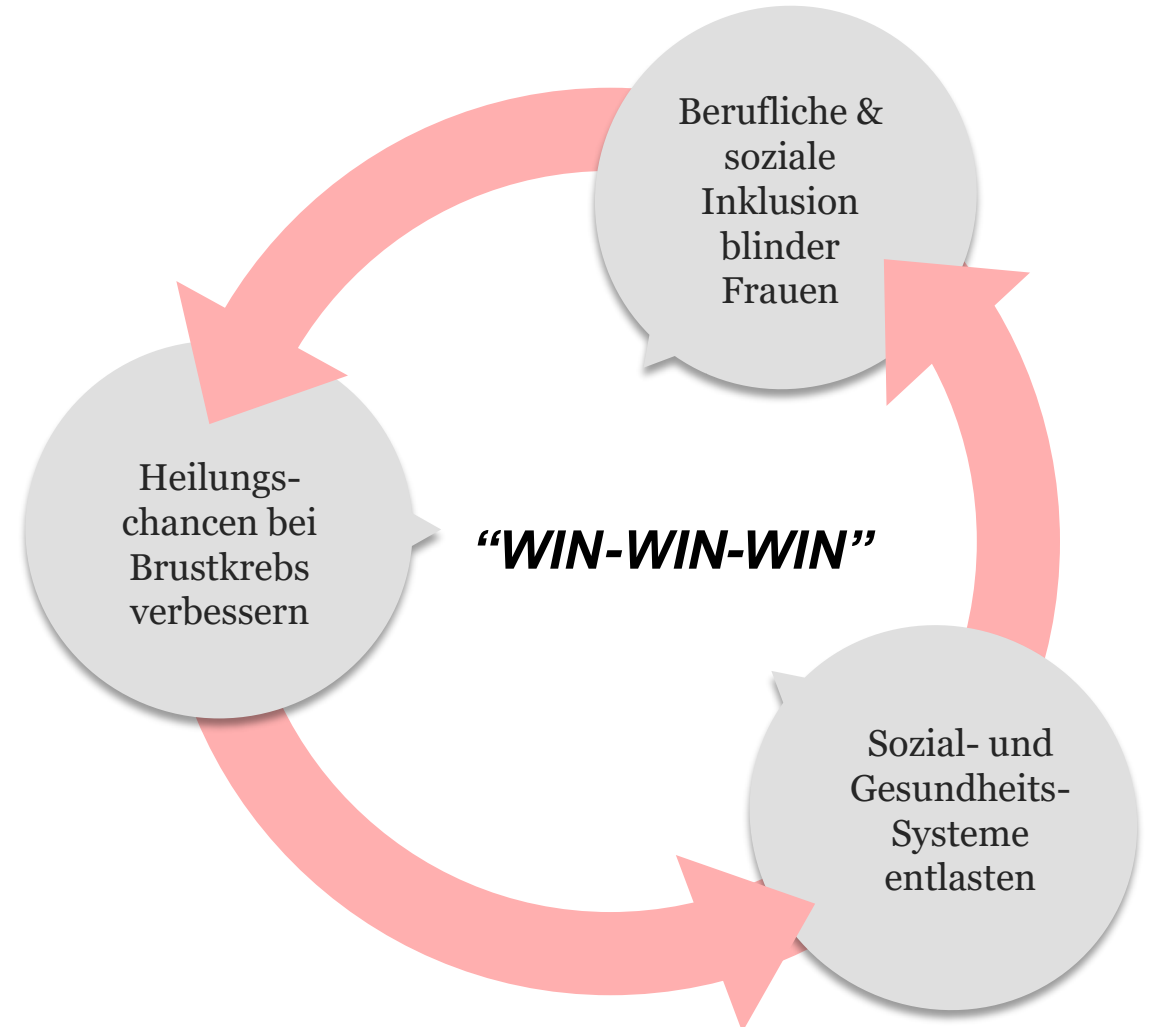 Berufliche &
soziale
Inklusion
blinder
Frauen
Heilungs-
chancen bei
Brustkrebs
verbessern
“WIN-WIN-WIN”
Sozial- und
Gesundheits-
Systeme
entlasten